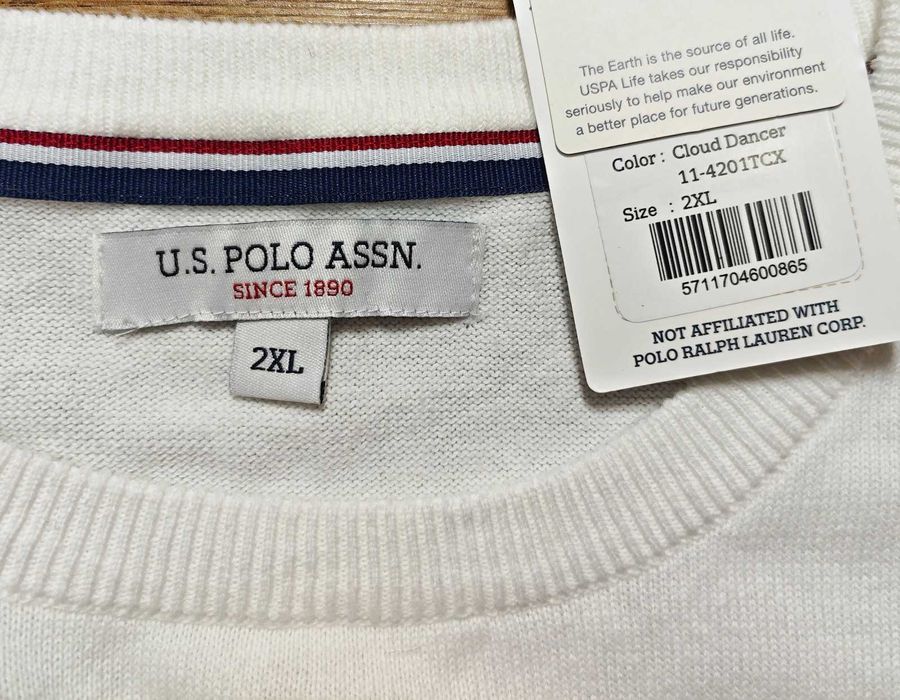 The Earth is the source of all life.
USPA Life takes our responsibility
seriously to help make our environment
a better place for future generations.
Color : Cloud Dancer
11-4201TCX
Size : 2XL
5711704600865
NOT AFFILIATED WITH
POLO RALPH LAUREN CORP.
U.S. POLO ASSN.
SINCE 1890
2XL